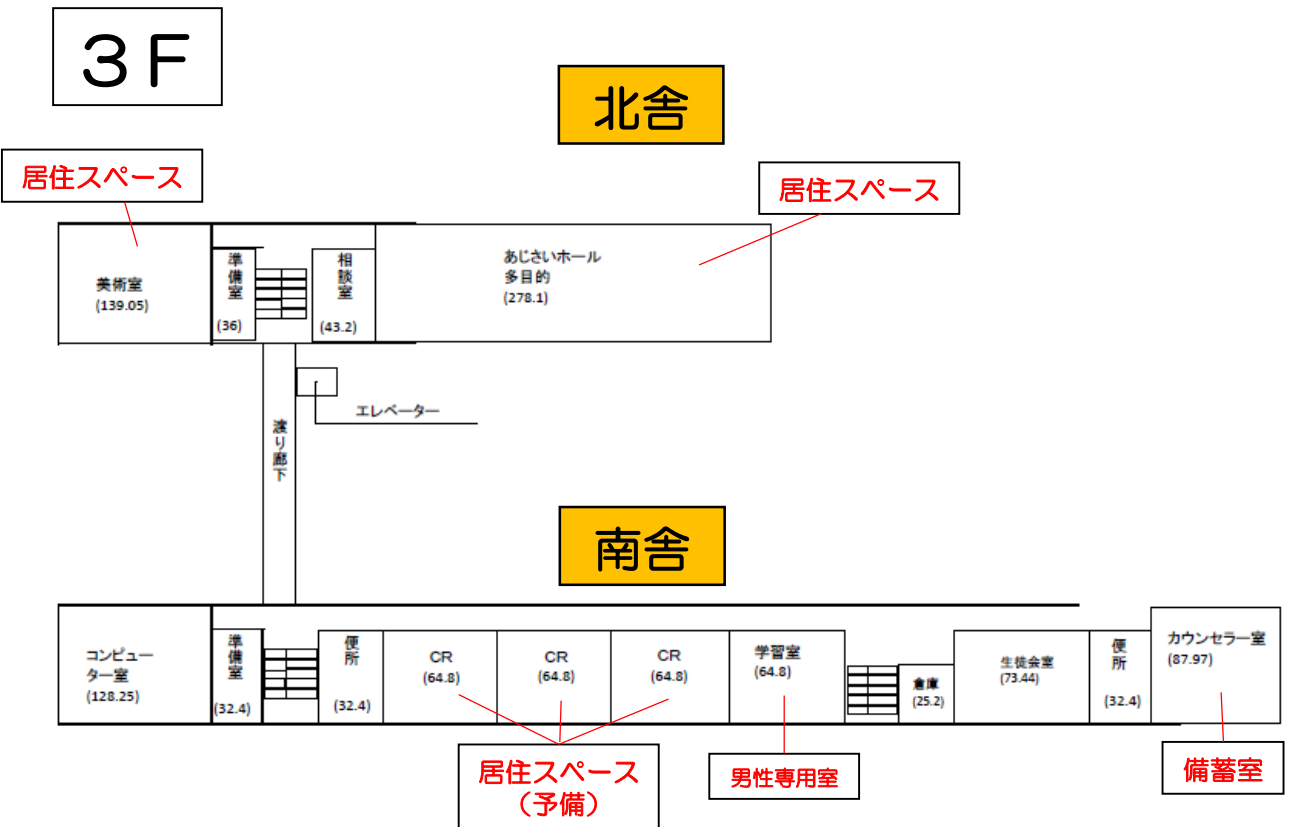 ３Ｆ
北舎
居住スペース
居住スペース
美術室
(139.05)
準備室
(36)
相談室
(43.2)
あじさいホール
多目的
(278.1)
エレベーター
渡り廊下
南舎
コンピュー
ター室
(128.25)
準備室
(32.4)
便所
(32.4)
CR
(64.8)
CR
(64.8)
CR
(64.8)
学習室
(64.8)
倉庫
(25.2)
生徒会室
(73.44)
便所
(32.4)
カウンセラー室
(87.97)
居住スペース
（予備）
男性専用室
備蓄室